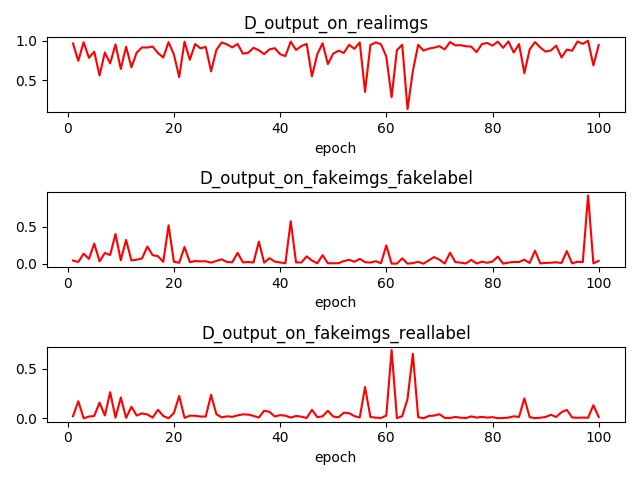 D_output_on_realimgs
1.0
0.5
0 20 40 60 80 100
epoch
D_output_on_fakeimgs_fakelabel
0.5
0.0
0 20 40 60 80 100
epoch
D_output_on_fakeimgs_reallabel
0.5
0.0
0 20 40 60 80 100
epoch